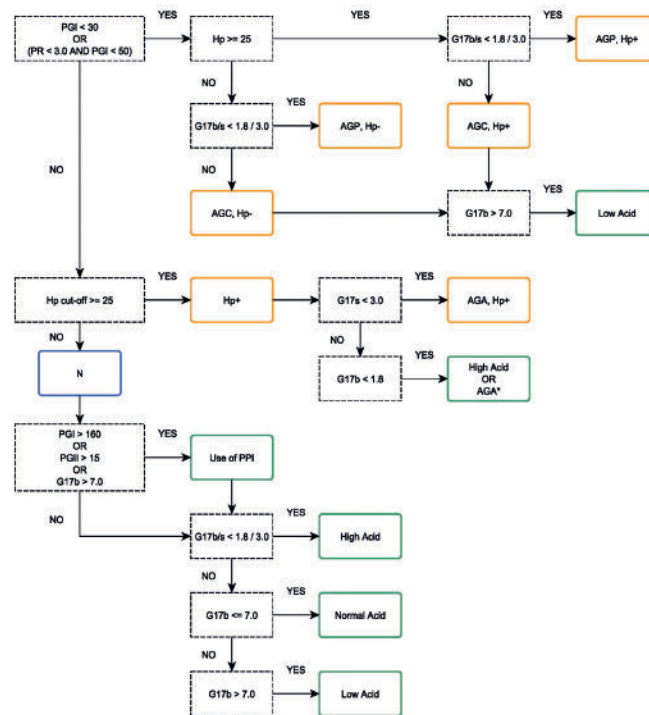 PGI < 30
OR
(PR < 3.0 AND PGI < 50)
YES
Hp >= 25
YES
G17b/s < 1.8 / 3.0
YES
AGP, Hp+
NO
NO
G17b/s < 1.8 / 3.0
YES
AGP, Hp-
AGC, Hp+
NO
NO
AGC, Hp-
G17b > 7.0
YES
Low Acid
Hp cut-off >= 25
YES
Hp+
G17s < 3.0
YES
AGA, Hp+
NO
NO
N
G17b < 1.8
YES
High Acid
OR
AGA*
PGI > 160
OR
PGII > 15
OR
G17b > 7.0
YES
Use of PPI
NO
G17b/s < 1.8 / 3.0
YES
High Acid
NO
G17b <= 7.0
YES
Normal Acid
NO
G17b > 7.0
YES
Low Acid